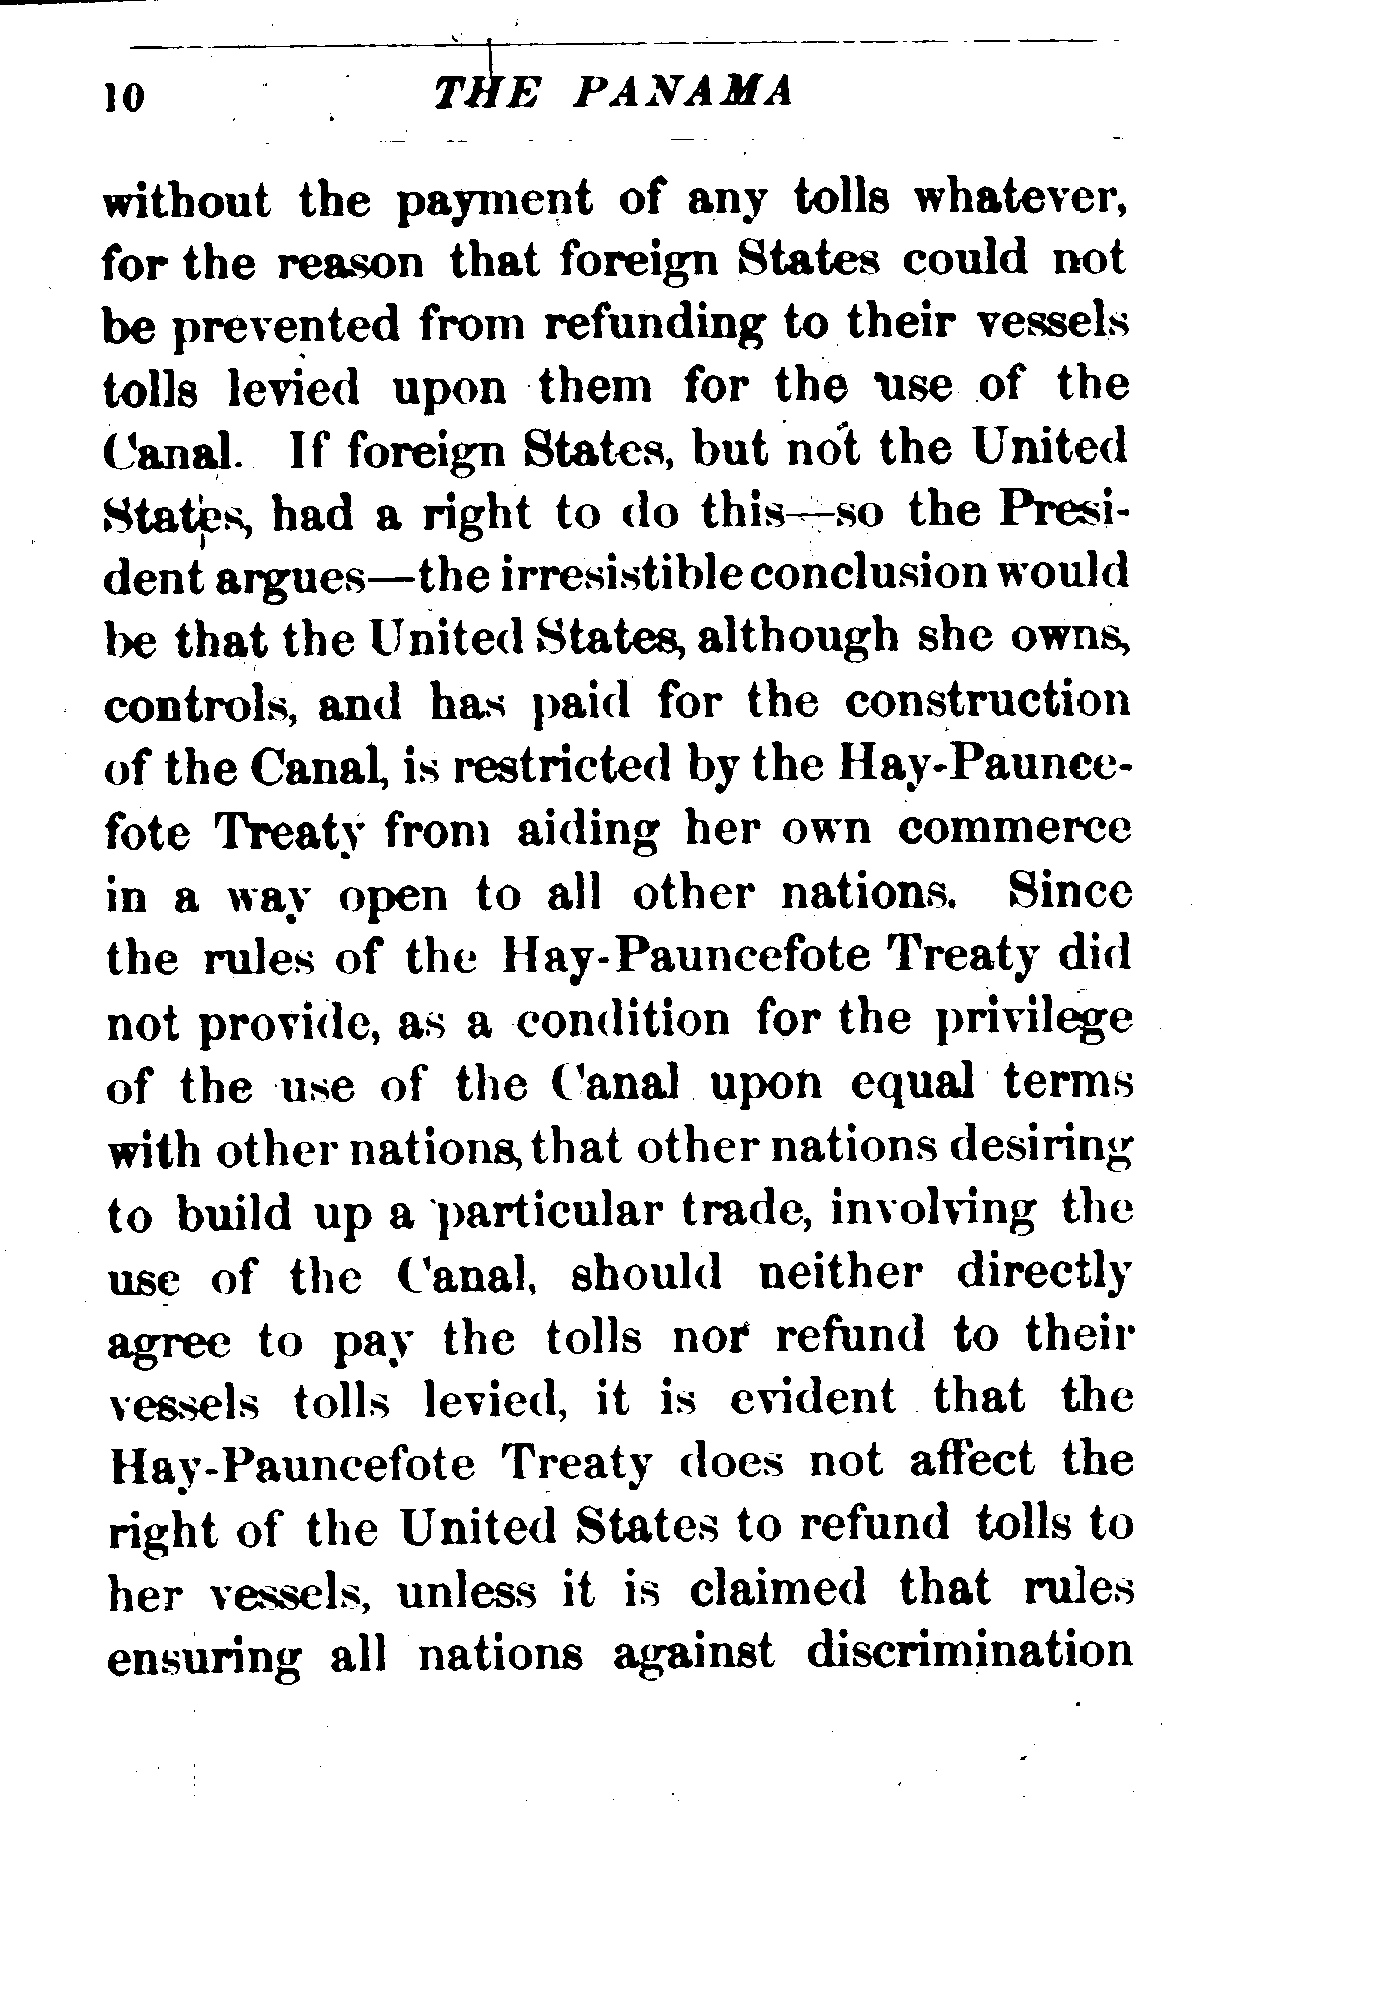 10 THE PANAMA
without the payment of any tolls whatever,
for the reason that foreign States could not
be prevented from refunding to their vessels
tolls levied upon them for the use of the
Canal. If foreign States, but not the United
States, had a right to do this—so the Presi-
dent argues—the irresistible conclusion would
be that the United States, although she owns,
controls, and has paid for the construction
of the Canal, is restricted by the Hay-Paunce-
fote Treaty from aiding her own commerce
in a way open to all other nations. Since
the rules of the Hay-Pauncefote Treaty did
not provide, as a condition for the privilege
of the use of the Canal upon equal terms
with other nations, that other nations desiring
to build up a particular trade, involving the
use of the Canal, should neither directly
agree to pay the tolls nor refund to their
vessels tolls levied, it is evident that the
Hay-Pauncefote Treaty does not affect the
right of the United States to refund tolls to
her vessels, unless it is claimed that rules
ensuring all nations against discrimination